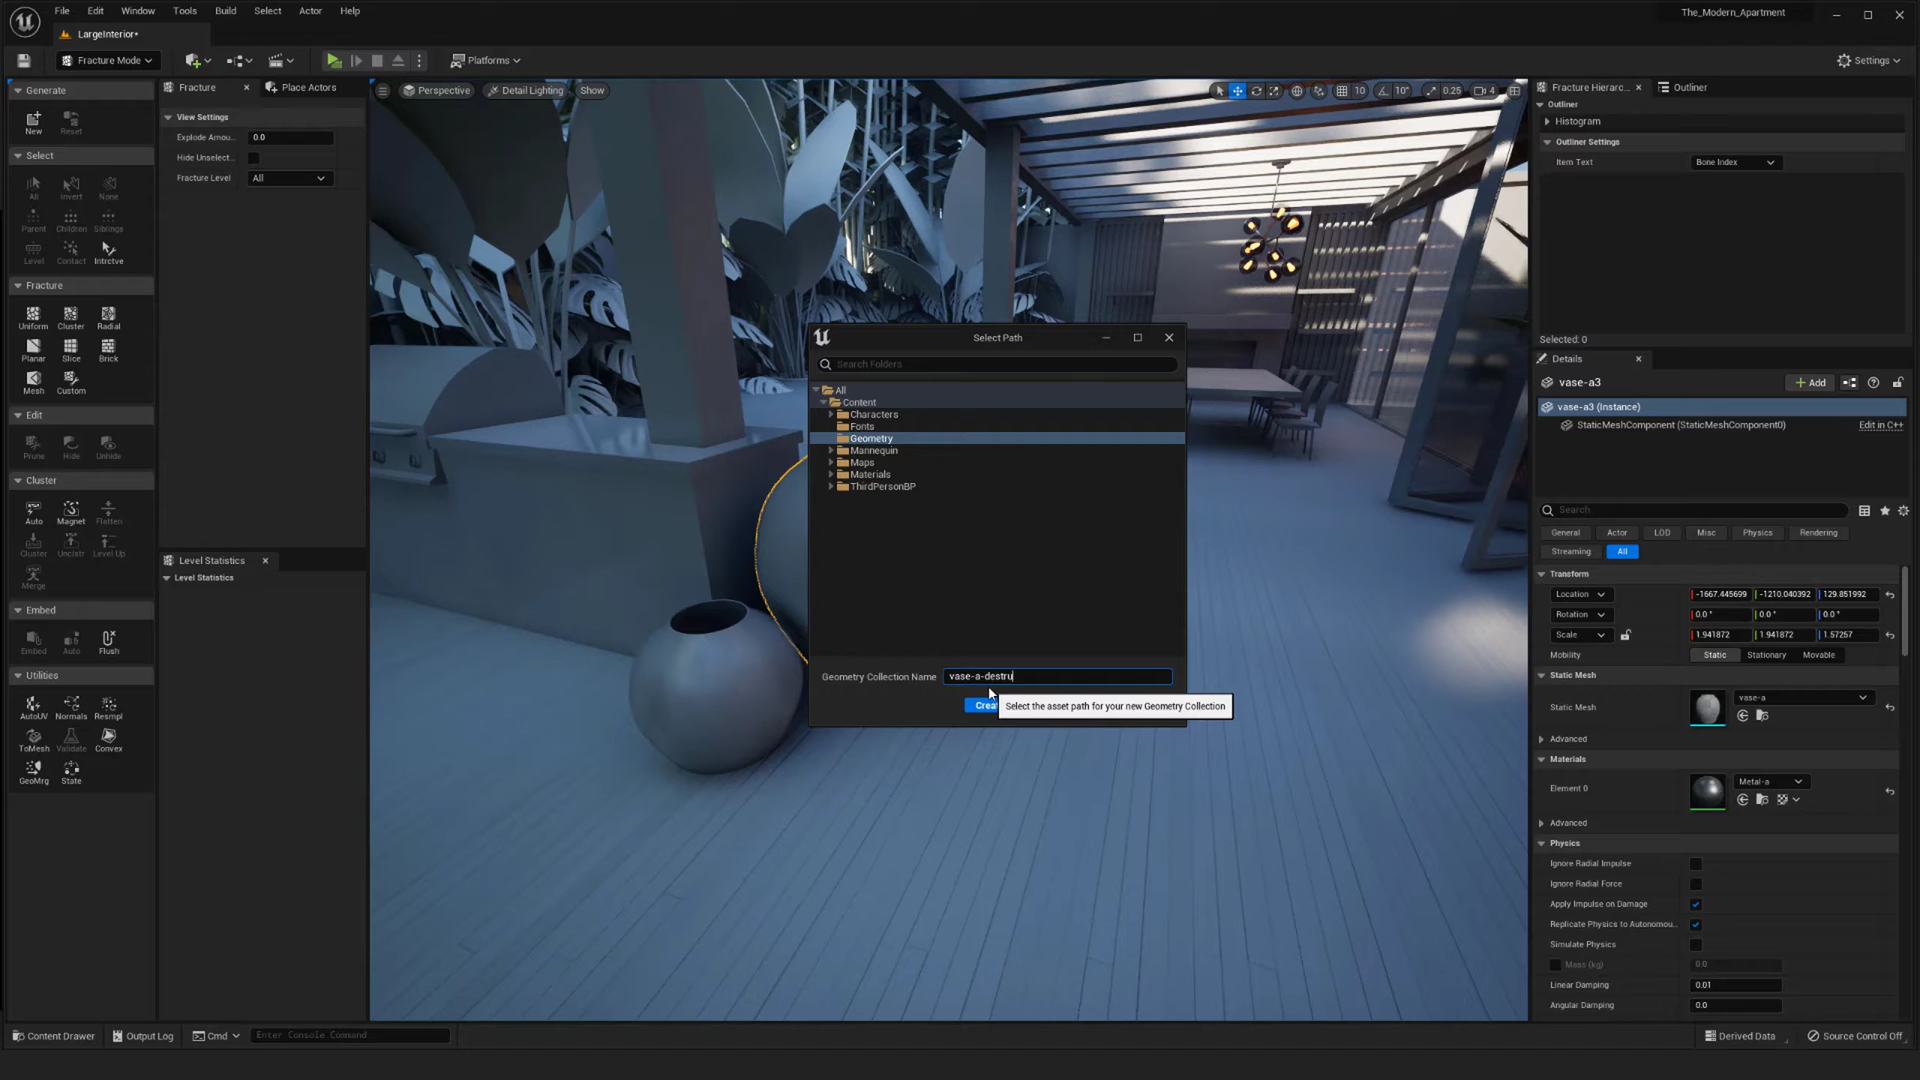 File Edit Window Tools Build Select Actor Help
The_Modern_Apartment
LargeInterior•
Fracture Mode
Platforms
Settings
Generate
New Reset
Select
All Invert None
Parent Children Siblings
Level Contact Intrctve
Fracture
Uniform Cluster Radial
Planar Slice Brick
Mesh Custom
Edit
Prune Hide Unhide
Cluster
Auto Magnet Flatten
Cluster Unclstr Level Up
Merge
Embed
Embed Auto Flush
Utilities
AutoUV Normals Resmpl
ToMesh Validate Convex
GeoMrg State
Fracture Place Actors
View Settings
Explode Amou... 0.0
Hide Unselect...
Fracture Level All
Level Statistics
Level Statistics
Perspective Detail Lighting Show
10 10° 0.25 4
Select Path
Search Folders
All
Content
Characters
Fonts
Geometry
Mannequin
Maps
Materials
ThirdPersonBP
Geometry Collection Name vase-a-destru
Creat
Select the asset path for your new Geometry Collection
Fracture Hierarc... Outliner
Outliner
Histogram
Outliner Settings
Item Text Bone Index
Selected: 0
Details
vase-a3 Add
vase-a3 (Instance)
StaticMeshComponent (StaticMeshComponent0) Edit in C++
Search
General Actor LOD Misc Physics Rendering
Streaming All
Transform
Location -1667.445699 -1210.040392 129.851992
Rotation 0.0 ° 0.0 ° 0.0 °
Scale 1.941872 1.941872 1.57257
Mobility Static Stationary Movable
Static Mesh
Static Mesh vase-a
Advanced
Materials
Element 0 Metal-a
Advanced
Physics
Ignore Radial Impulse
Ignore Radial Force
Apply Impulse on Damage
Replicate Physics to Autonomou...
Simulate Physics
Mass (kg) 0.0
Linear Damping 0.01
Angular Damping 0.0
Content Drawer Output Log Cmd Enter Console Command
Derived Data Source Control Off